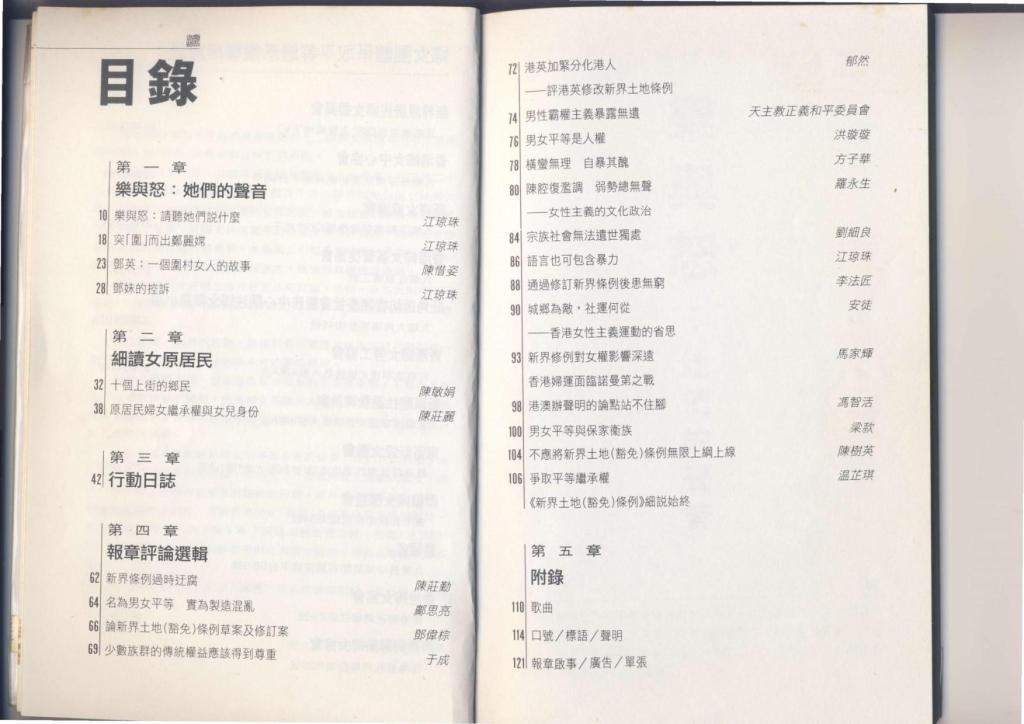 目錄
第一章
樂與怒：她們的聲音
10 樂與怒：請聽她們說什麼 江琼珠
18 突「圍」而出鄭麗嫦 江琼珠
23 鄧英：一個圍村女人的故事 陳惜姿
28 鄧妹的控訴 江琼珠
第二章
細讀女原居民
32 十個上街的鄉民 陳敏娟
38 原居民婦女繼承權與女兒身份 陳莊麗
第三章
42 行動日誌
第四章
報章評論選輯
62 新界條例過時迂腐 陳莊勤
64 名為男女平等 實為製造混亂 鄺思亮
66 論新界土地(豁免)條例草案及修訂案 鄧偉棕
69 少數族群的傳統權益應該得到尊重 于成
72 港英加緊分化港人 郁然
──評港英修改新界土地條例
74 男性霸權主義暴露無遺 天主教正義和平委員會
76 男女平等是人權 洪璇璇
78 橫蠻無理 自暴其醜 方子華
80 陳腔復濫調 弱勢總無聲 羅永生
──女性主義的文化政治
84 宗族社會無法遺世獨處 劉細良
86 語言也可包含暴力 江琼珠
88 通過修訂新界條例後患無窮 李法匠
90 城鄉為敵，社運何從 安徒
──香港女性主義運動的省思
93 新界修例對女權影響深遠 馬家輝
香港婦運面臨諾曼第之戰
98 港澳辦聲明的論點站不住腳 馮智活
100 男女平等與保家衞族 梁款
104 不應將新界土地(豁免)條例無限上綱上線 陳樹英
106 爭取平等繼承權 溫芷琪
《新界土地(豁免)條例》細説始終
第五章
附錄
110 歌曲
114 口號／標語／聲明
121 報章啟事／廣告／單張